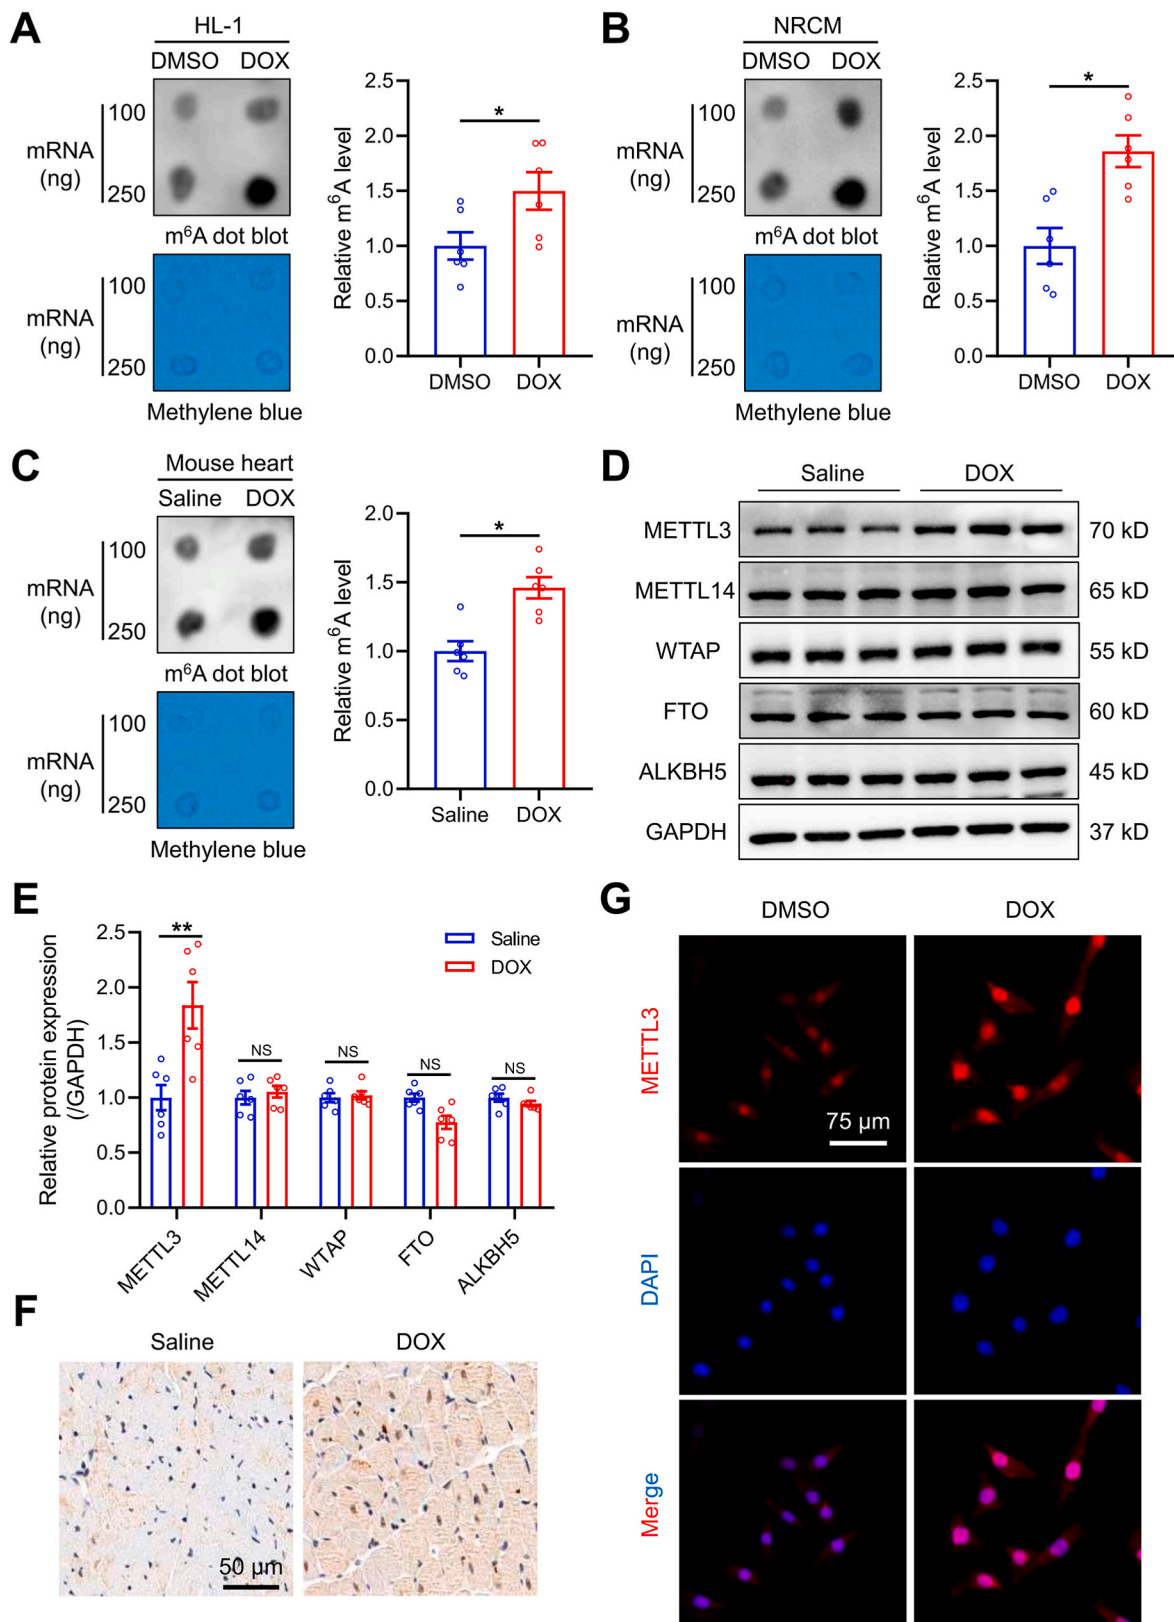 A
HL-1
DMSO DOX
mRNA
(ng)
100
250
m⁶A dot blot
mRNA
(ng)
100
250
Methylene blue
Relative m⁶A level
2.5
2.0
1.5
1.0
0.5
0.0
*
DMSO DOX
B
NRCM
DMSO DOX
mRNA
(ng)
100
250
m⁶A dot blot
mRNA
(ng)
100
250
Methylene blue
Relative m⁶A level
2.5
2.0
1.5
1.0
0.5
0.0
*
DMSO DOX
C
Mouse heart
Saline DOX
mRNA
(ng)
100
250
m⁶A dot blot
mRNA
(ng)
100
250
Methylene blue
Relative m⁶A level
2.0
1.5
1.0
0.5
0.0
*
Saline DOX
D
Saline DOX
METTL3 70 kD
METTL14 65 kD
WTAP 55 kD
FTO 60 kD
ALKBH5 45 kD
GAPDH 37 kD
E
Relative protein expression
(/GAPDH)
2.5
2.0
1.5
1.0
0.5
0.0
**
NS
NS
NS
NS
Saline
DOX
METTL3
METTL14
WTAP
FTO
ALKBH5
F
Saline DOX
50 µm
G
DMSO DOX
METTL3
75 µm
DAPI
Merge